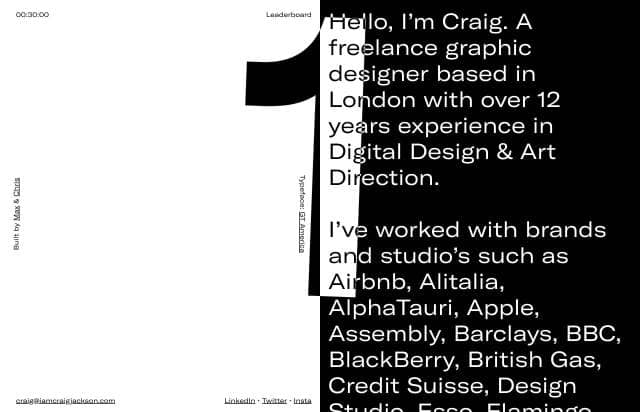 00:30:00
Leaderboard
1
Built by Max & Chris
Typeface: GT America
craig@iamcraigjackson.com
LinkedIn • Twitter • Insta
Hello, I’m Craig. A
freelance graphic
designer based in
London with over 12
years experience in
Digital Design & Art
Direction.
I’ve worked with brands
and studio’s such as
Airbnb, Alitalia,
AlphaTauri, Apple,
Assembly, Barclays, BBC,
BlackBerry, British Gas,
Credit Suisse, Design
Studio, Esso, Flamingo